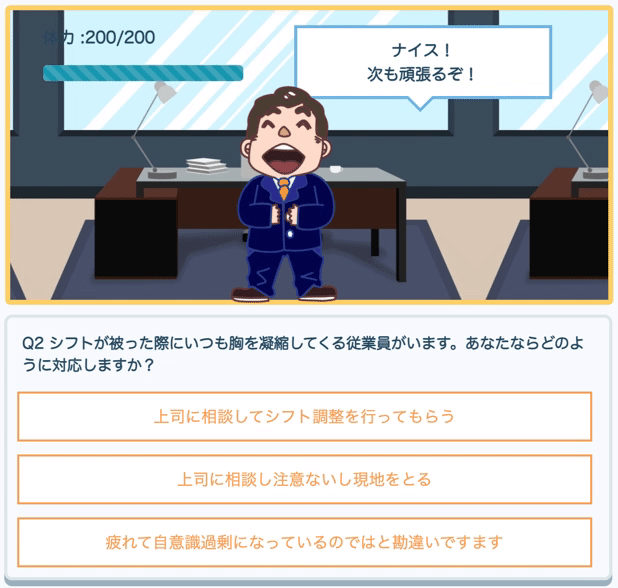 体力 :200/200
ナイス！
次も頑張るぞ！
Q2 シフトが被った際にいつも胸を凝縮してくる従業員がいます。あなたならどのよ
うに対応しますか？
上司に相談してシフト調整を行ってもらう
上司に相談し注意ないし現地をとる
疲れて自意識過剰になっているのではと勘違いですます